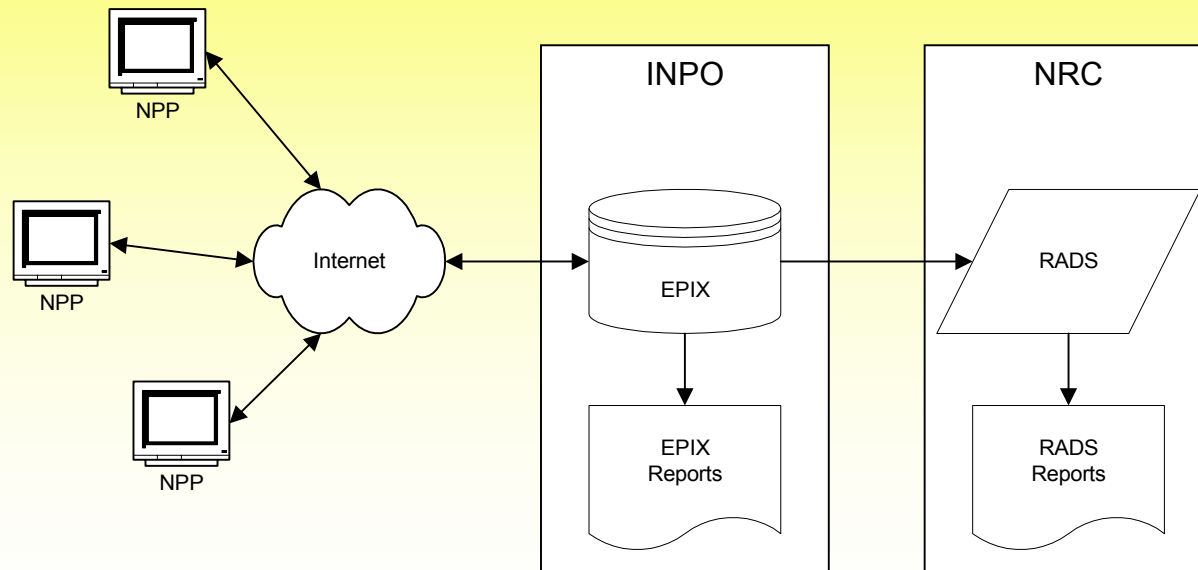 NPP
NPP
NPP
Internet
INPO
EPIX
EPIX
Reports
NRC
RADS
RADS
Reports